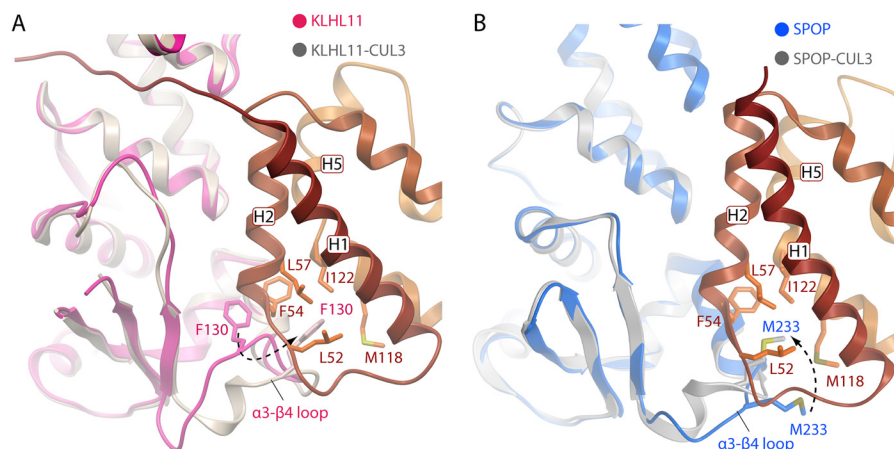 A
KLHL11
KLHL11-CUL3
H5
H2
H1
L57
I122
F130
F54
F130
L52
M118
α3-β4 loop
B
SPOP
SPOP-CUL3
H5
H2
H1
L57
I122
F54
M233
L52
M118
M233
α3-β4 loop